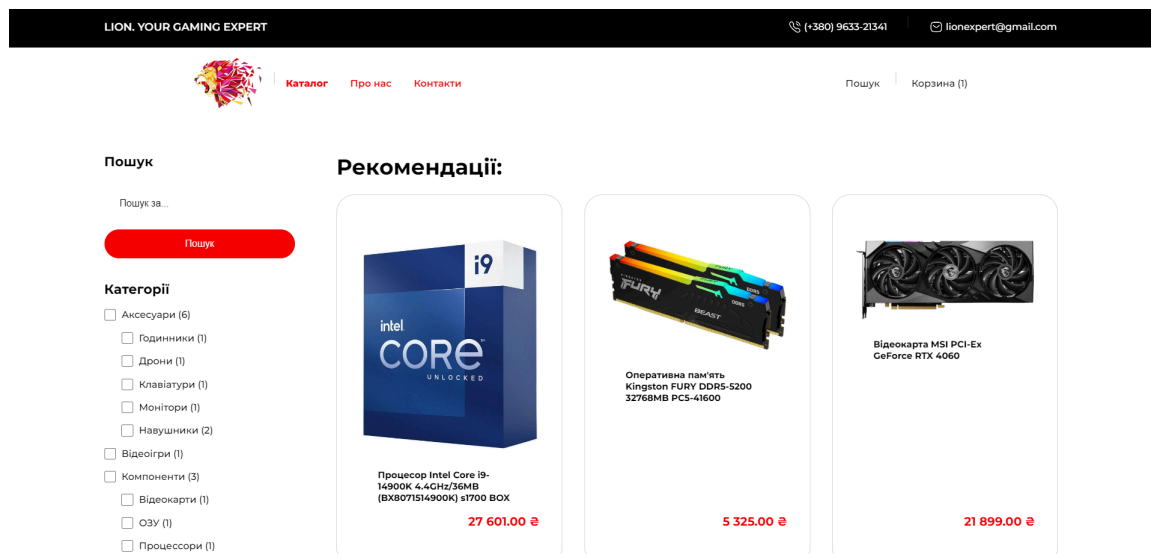 LION. YOUR GAMING EXPERT
(+380) 9633-21341
lionexpert@gmail.com
Каталог
Про нас
Контакти
Пошук
Корзина (1)
Пошук
Пошук за...
Пошук
Категорії
Аксесуари (6)
Годинники (1)
Дрони (1)
Клавіатури (1)
Монітори (1)
Навушники (2)
Відеоігри (1)
Компоненти (3)
Відеокарти (1)
ОЗУ (1)
Процессори (1)
Рекомендації:
i9
intel
CORE
UNLOCKED
Процесор Intel Core i9-
14900K 4.4GHz/36MB
(BX8071514900K) s1700 BOX
27 601.00 ₴
FURY
BEAST
DDR5
DDR5
Оперативна пам'ять
Kingston FURY DDR5-5200
32768MB PC5-41600
5 325.00 ₴
Відеокарта MSI PCI-Ex
GeForce RTX 4060
21 899.00 ₴